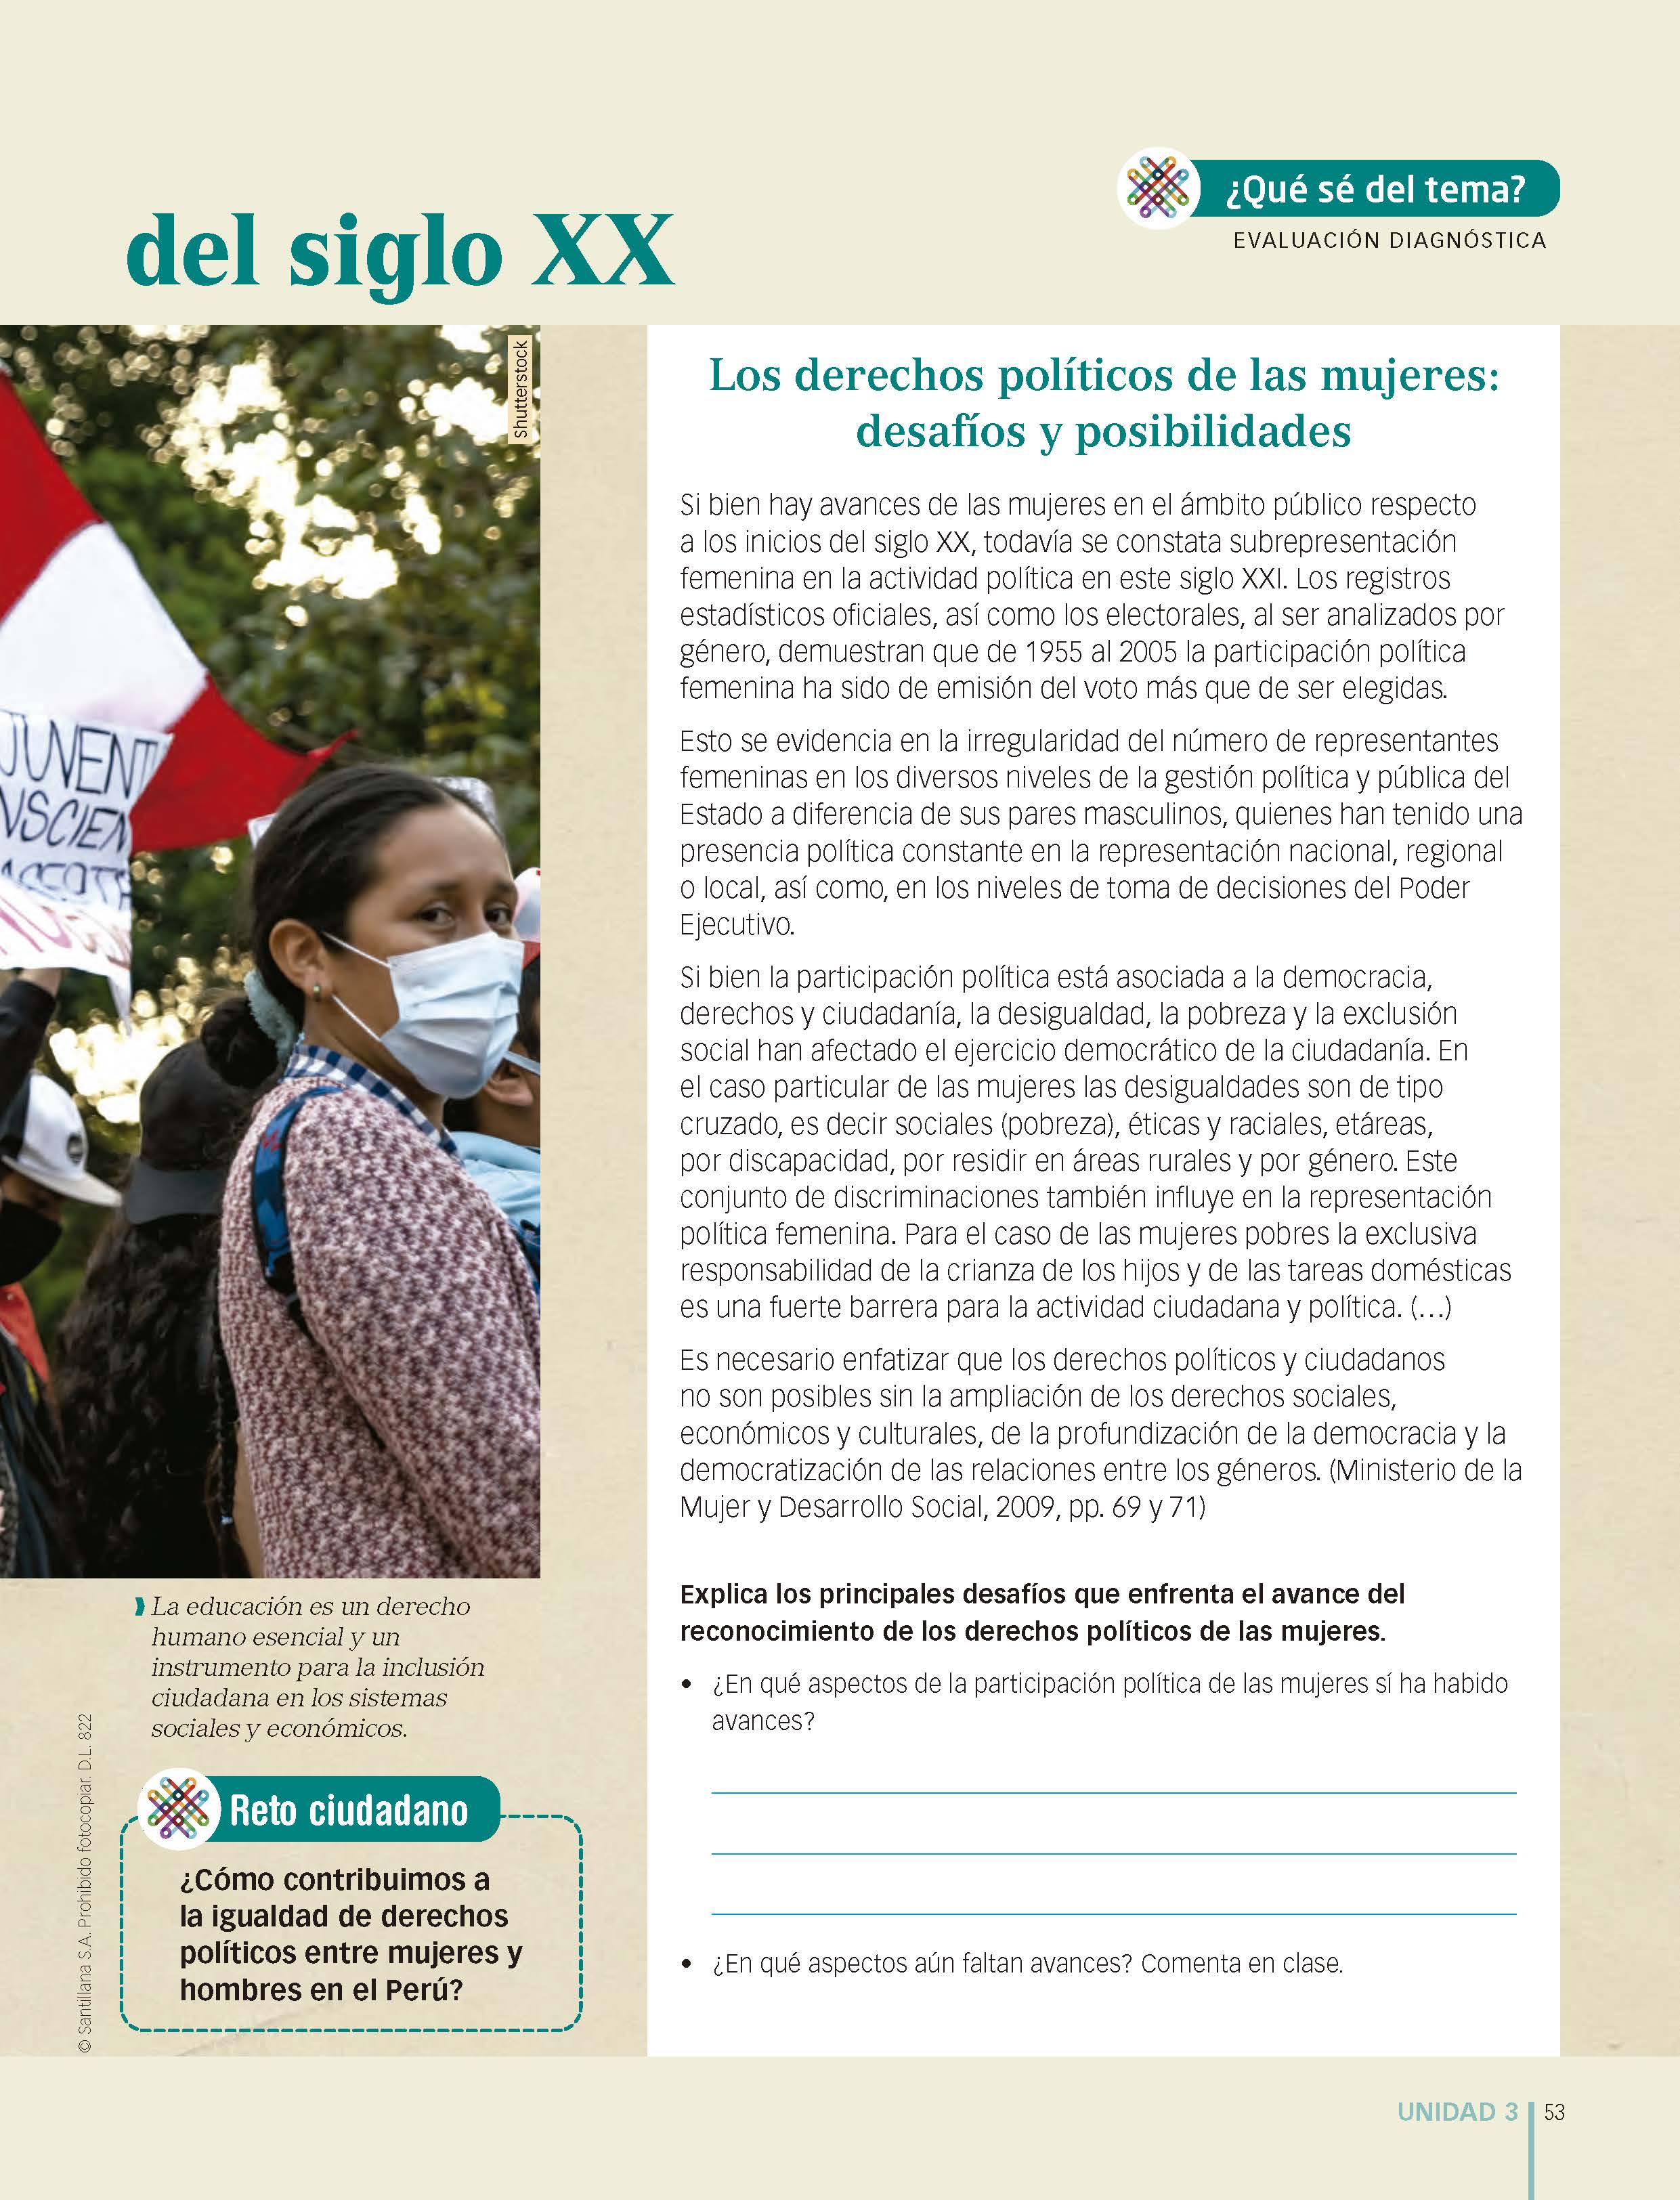 ¿Qué sé del tema?
EVALUACIÓN DIAGNÓSTICA
del siglo XX
Shutterstock
JUVENT
ENSCIEN
Los derechos políticos de las mujeres:
desafíos y posibilidades
Si bien hay avances de las mujeres en el ámbito público respecto
a los inicios del siglo XX, todavía se constata subrepresentación
femenina en la actividad política en este siglo XXI. Los registros
estadísticos oficiales, así como los electorales, al ser analizados por
género, demuestran que de 1955 al 2005 la participación política
femenina ha sido de emisión del voto más que de ser elegidas.
Esto se evidencia en la irregularidad del número de representantes
femeninas en los diversos niveles de la gestión política y pública del
Estado a diferencia de sus pares masculinos, quienes han tenido una
presencia política constante en la representación nacional, regional
o local, así como, en los niveles de toma de decisiones del Poder
Ejecutivo.
Si bien la participación política está asociada a la democracia,
derechos y ciudadanía, la desigualdad, la pobreza y la exclusión
social han afectado el ejercicio democrático de la ciudadanía. En
el caso particular de las mujeres las desigualdades son de tipo
cruzado, es decir sociales (pobreza), éticas y raciales, etáreas,
por discapacidad, por residir en áreas rurales y por género. Este
conjunto de discriminaciones también influye en la representación
política femenina. Para el caso de las mujeres pobres la exclusiva
responsabilidad de la crianza de los hijos y de las tareas domésticas
es una fuerte barrera para la actividad ciudadana y política. (…)
Es necesario enfatizar que los derechos políticos y ciudadanos
no son posibles sin la ampliación de los derechos sociales,
económicos y culturales, de la profundización de la democracia y la
democratización de las relaciones entre los géneros. (Ministerio de la
Mujer y Desarrollo Social, 2009, pp. 69 y 71)
Explica los principales desafíos que enfrenta el avance del
reconocimiento de los derechos políticos de las mujeres.
• ¿En qué aspectos de la participación política de las mujeres sí ha habido
avances?
• ¿En qué aspectos aún faltan avances? Comenta en clase.
La educación es un derecho
humano esencial y un
instrumento para la inclusión
ciudadana en los sistemas
sociales y económicos.
Reto ciudadano
¿Cómo contribuimos a
la igualdad de derechos
políticos entre mujeres y
hombres en el Perú?
© Santillana S.A. Prohibido fotocopiar. D.L. 822
UNIDAD 3 53